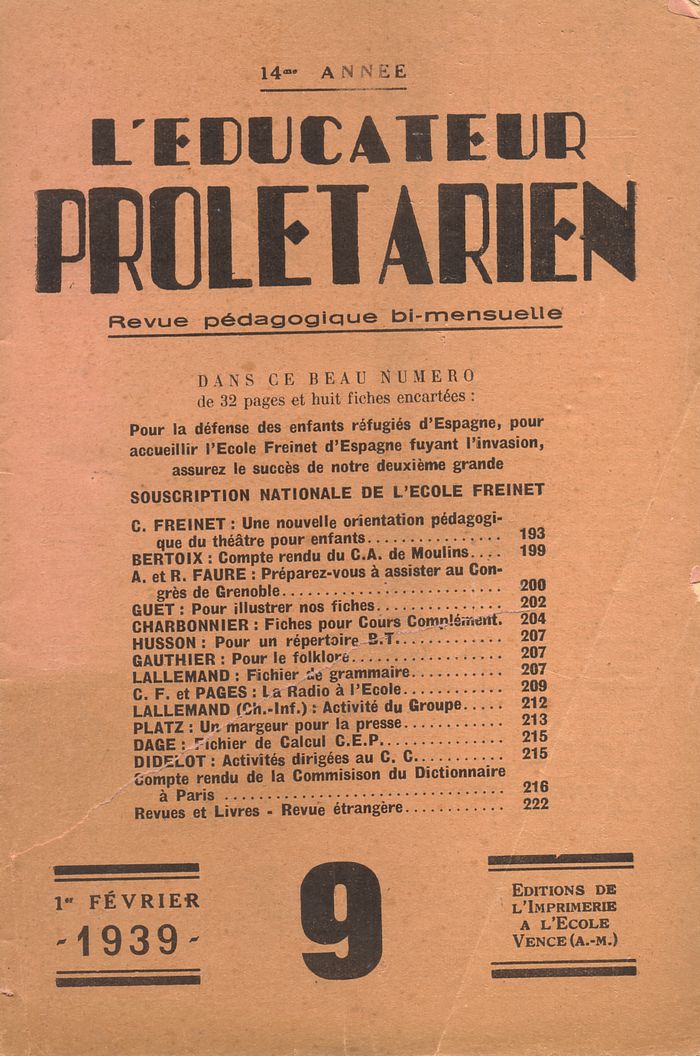 14me ANNEE
L'EDUCATEUR
PROLETARIEN
Revue pédagogique bi-mensuelle
DANS CE BEAU NUMERO
de 32 pages et huit fiches encartées :
Pour la défense des enfants réfugiés d'Espagne, pour
accueillir l'Ecole Freinet d'Espagne fuyant l'invasion,
assurez le succès de notre deuxième grande
SOUSCRIPTION NATIONALE DE L'ECOLE FREINET
C. FREINET : Une nouvelle orientation pédagogi-
que du théâtre pour enfants................ 193
BERTOIX : Compte rendu du C.A. de Moulins.... 199
A. et R. FAURE : Préparez-vous à assister au Con-
grès de Grenoble.......................... 200
GUET : Pour illustrer nos fiches............... 202
CHARBONNIER : Fiches pour Cours Complément. 204
HUSSON : Pour un répertoire B.T............. 207
GAUTHIER : Pour le folklore.................. 207
LALLEMAND : Fichier de grammaire........... 207
C. F. et PAGES : La Radio à l'Ecole............ 209
LALLEMAND (Ch.-Inf.) : Activité du Groupe..... 212
PLATZ : Un margeur pour la presse............ 213
DAGE : Fichier de Calcul C.E.P............... 215
DIDELOT : Activités dirigées au C. C.......... 215
Compte rendu de la Commisison du Dictionnaire
à Paris ................................. 216
Revues et Livres - Revue étrangère............ 222
1er FÉVRIER
- 1939 -
9
EDITIONS DE
L'IMPRIMERIE
A L'ECOLE
VENCE (A.-M.)